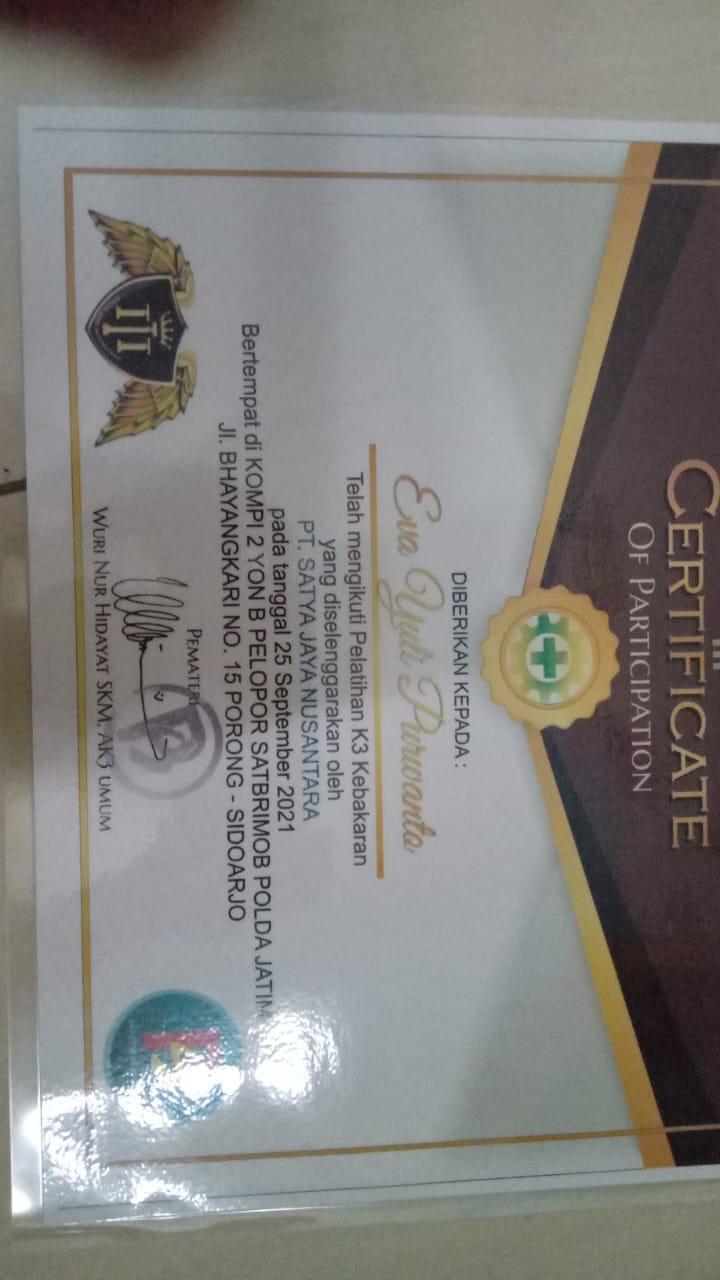 CERTIFICATE
OF PARTICIPATION
DIBERIKAN KEPADA :
Eva Yuli Purwanto
Telah mengikuti Pelatihan K3 Kebakaran
yang diselenggarakan oleh
PT. SATYA JAYA NUSANTARA
pada tanggal 25 September 2021
Bertempat di KOMPI 2 YON B PELOPOR SATBRIMOB POLDA JATIM
Jl. BHAYANGKARI NO. 15 PORONG - SIDOARJO
PEMATERI
WURI NUR HIDAYAT SKM. AK3 UMUM